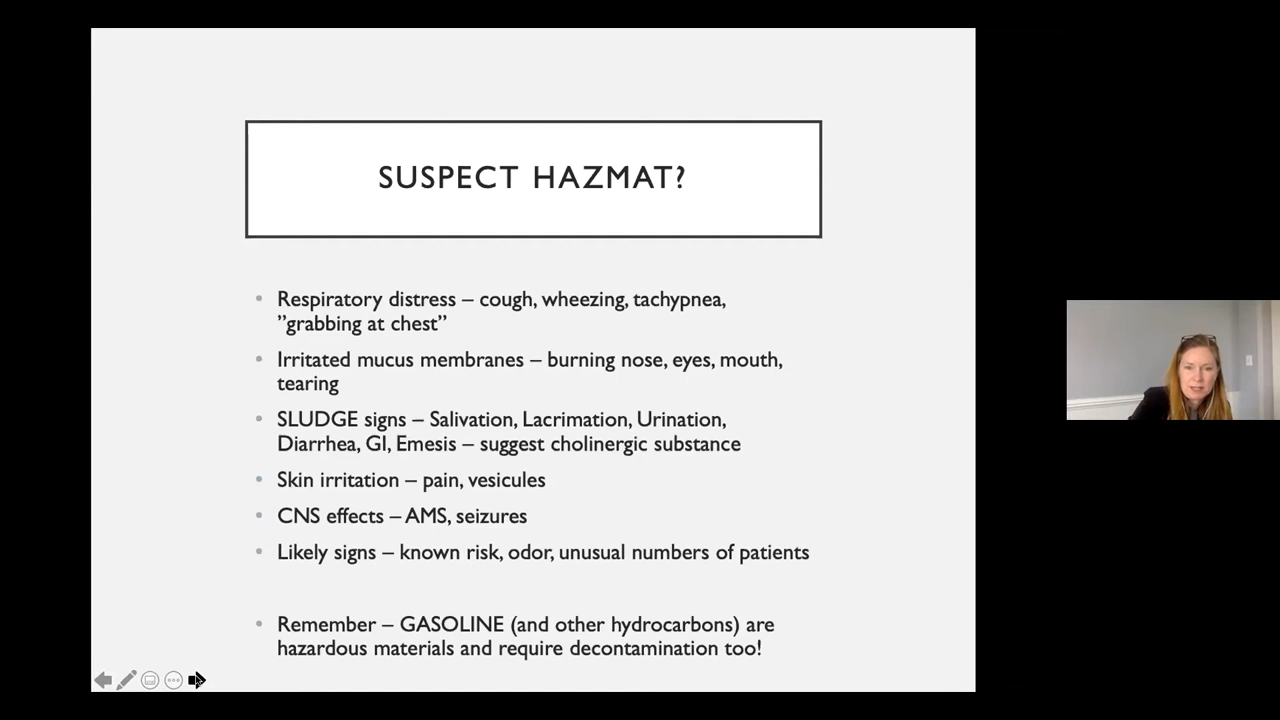 SUSPECT HAZMAT?
• Respiratory distress – cough, wheezing, tachypnea,
”grabbing at chest”
• Irritated mucus membranes – burning nose, eyes, mouth,
tearing
• SLUDGE signs – Salivation, Lacrimation, Urination,
Diarrhea, GI, Emesis – suggest cholinergic substance
• Skin irritation – pain, vesicules
• CNS effects – AMS, seizures
• Likely signs – known risk, odor, unusual numbers of patients
• Remember – GASOLINE (and other hydrocarbons) are
hazardous materials and require decontamination too!